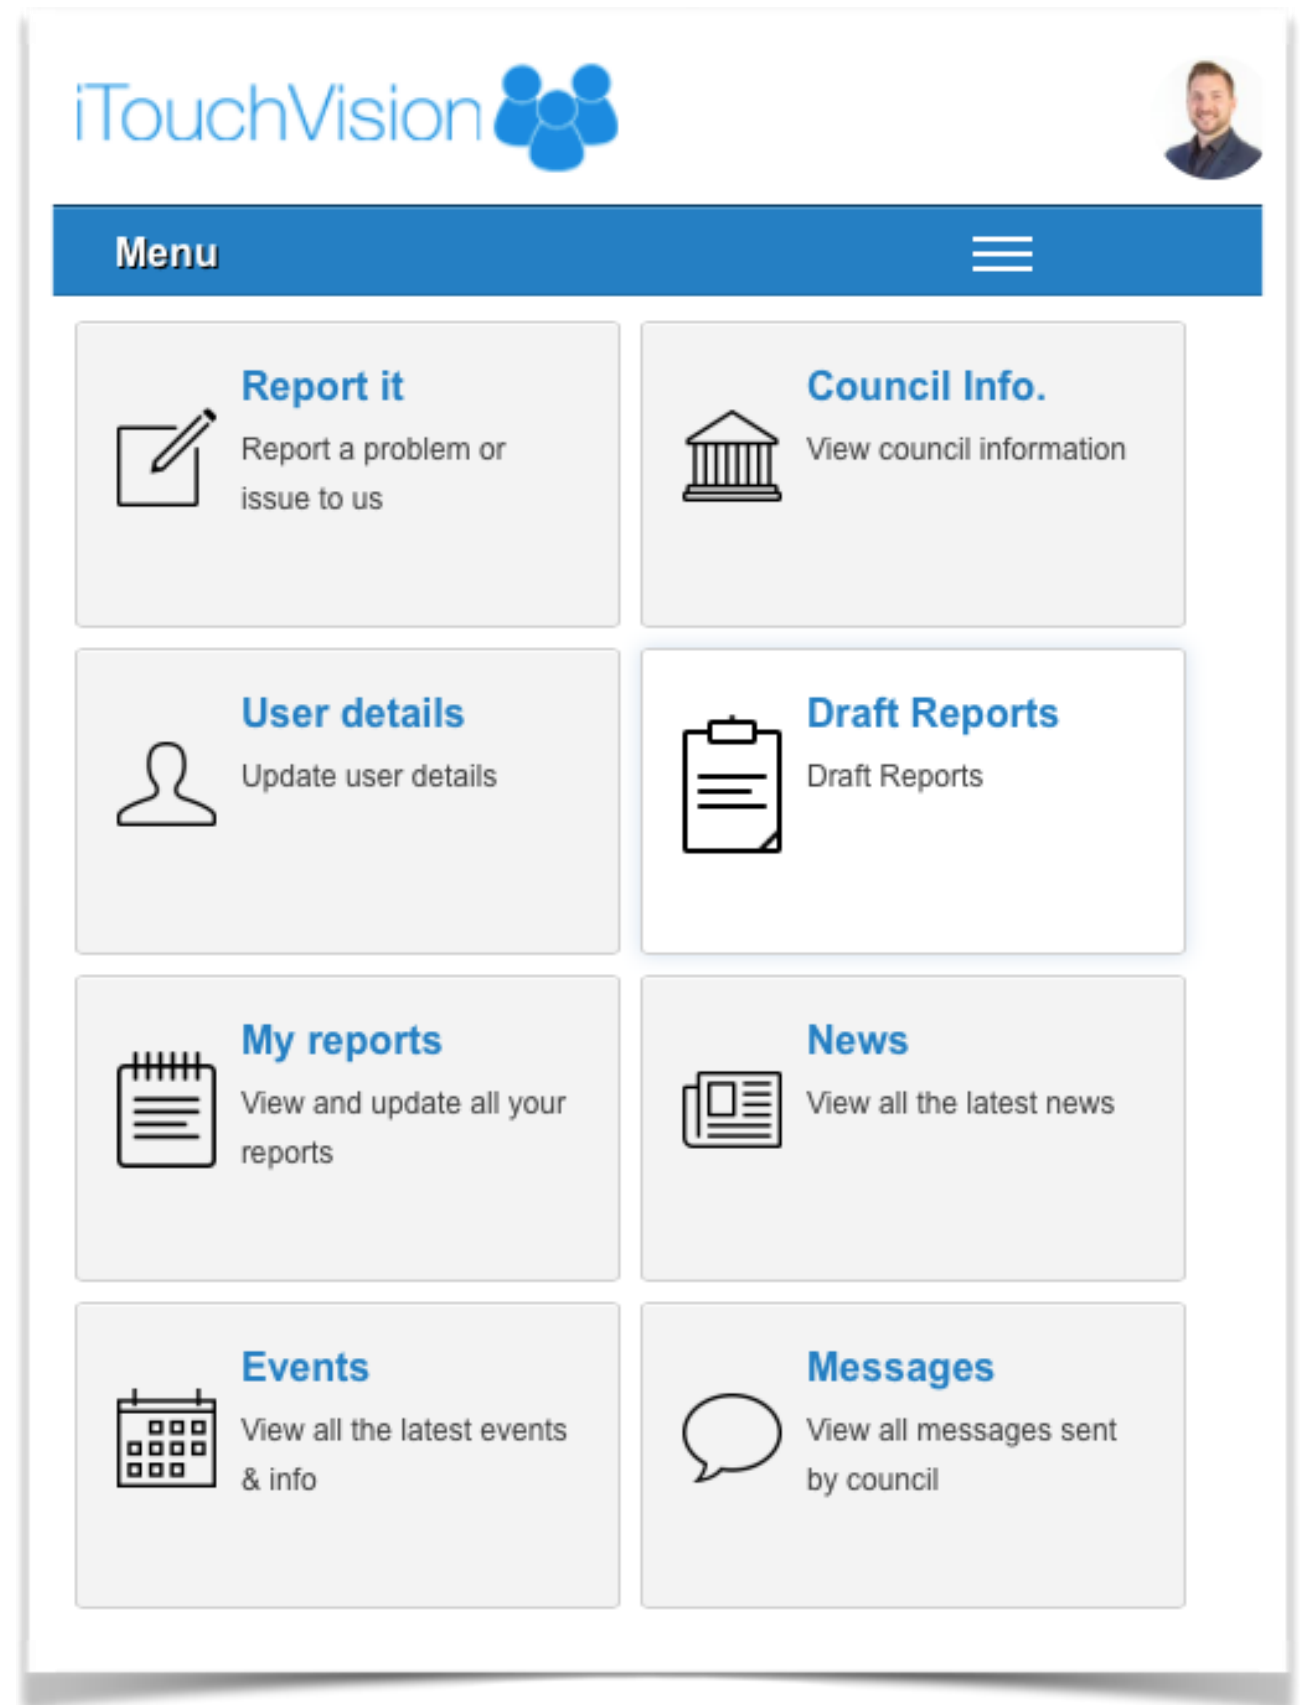 iTouchVision
Menu
Report it
Report a problem or
issue to us
Council Info.
View council information
User details
Update user details
Draft Reports
Draft Reports
My reports
View and update all your
reports
News
View all the latest news
Events
View all the latest events
& info
Messages
View all messages sent
by council